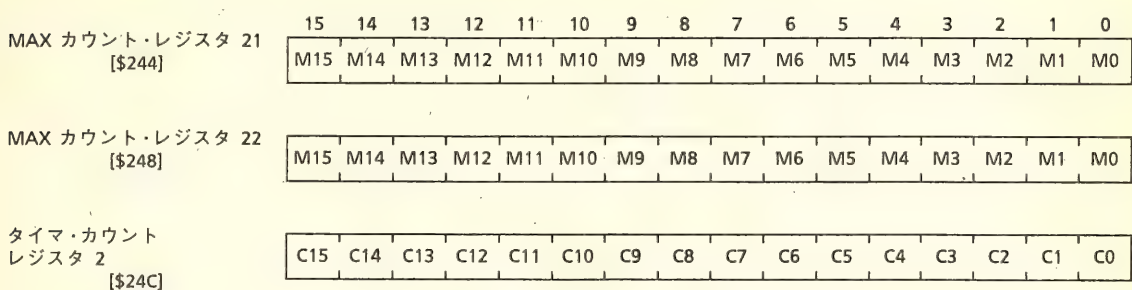 15 14 13 12 11 10 9 8 7 6 5 4 3 2 1 0
MAX カウント・レジスタ 21
[$244]
M15 M14 M13 M12 M11 M10 M9 M8 M7 M6 M5 M4 M3 M2 M1 M0
MAX カウント・レジスタ 22
[$248]
M15 M14 M13 M12 M11 M10 M9 M8 M7 M6 M5 M4 M3 M2 M1 M0
タイマ・カウント
レジスタ 2
[$24C]
C15 C14 C13 C12 C11 C10 C9 C8 C7 C6 C5 C4 C3 C2 C1 C0